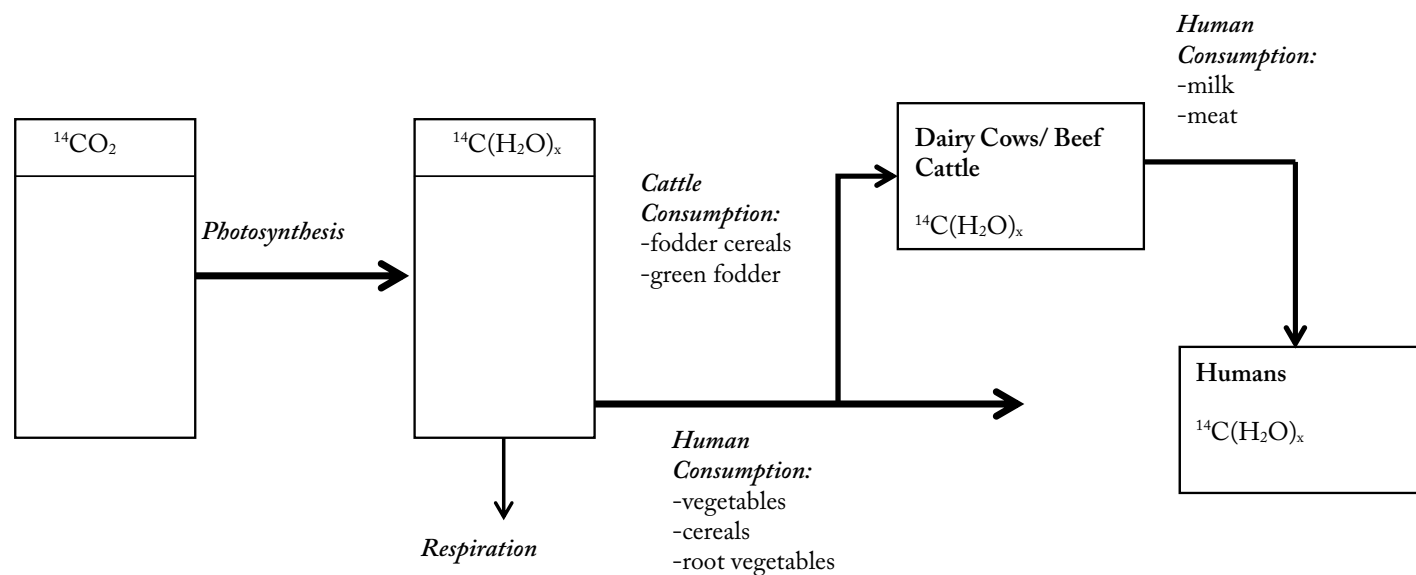 ¹⁴CO₂
Photosynthesis
¹⁴C(H₂O)ₓ
Respiration
Cattle
Consumption:
-fodder cereals
-green fodder
Human
Consumption:
-vegetables
-cereals
-root vegetables
Dairy Cows/ Beef
Cattle
¹⁴C(H₂O)ₓ
Human
Consumption:
-milk
-meat
Humans
¹⁴C(H₂O)ₓ